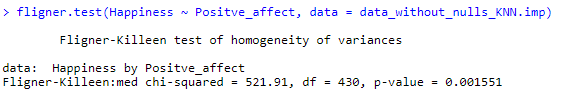 > fligner.test(Happiness ~ Positve_affect, data = data_without_nulls_KNN.imp)
Fligner-Killeen test of homogeneity of variances
data:  Happiness by Positve_affect
Fligner-Killeen:med chi-squared = 521.91, df = 430, p-value = 0.001551